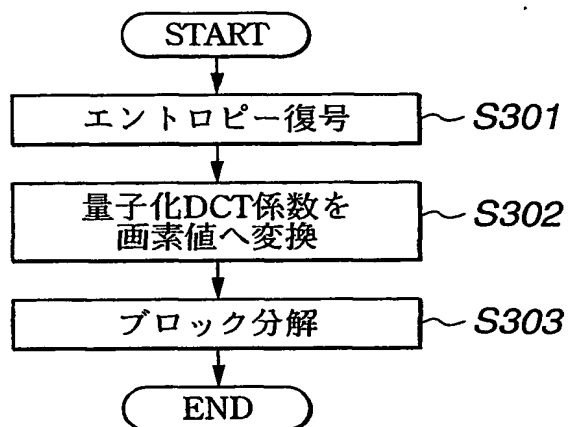 START
エントロピー復号
S301
量子化DCT係数を
画素値へ変換
S302
ブロック分解
S303
END